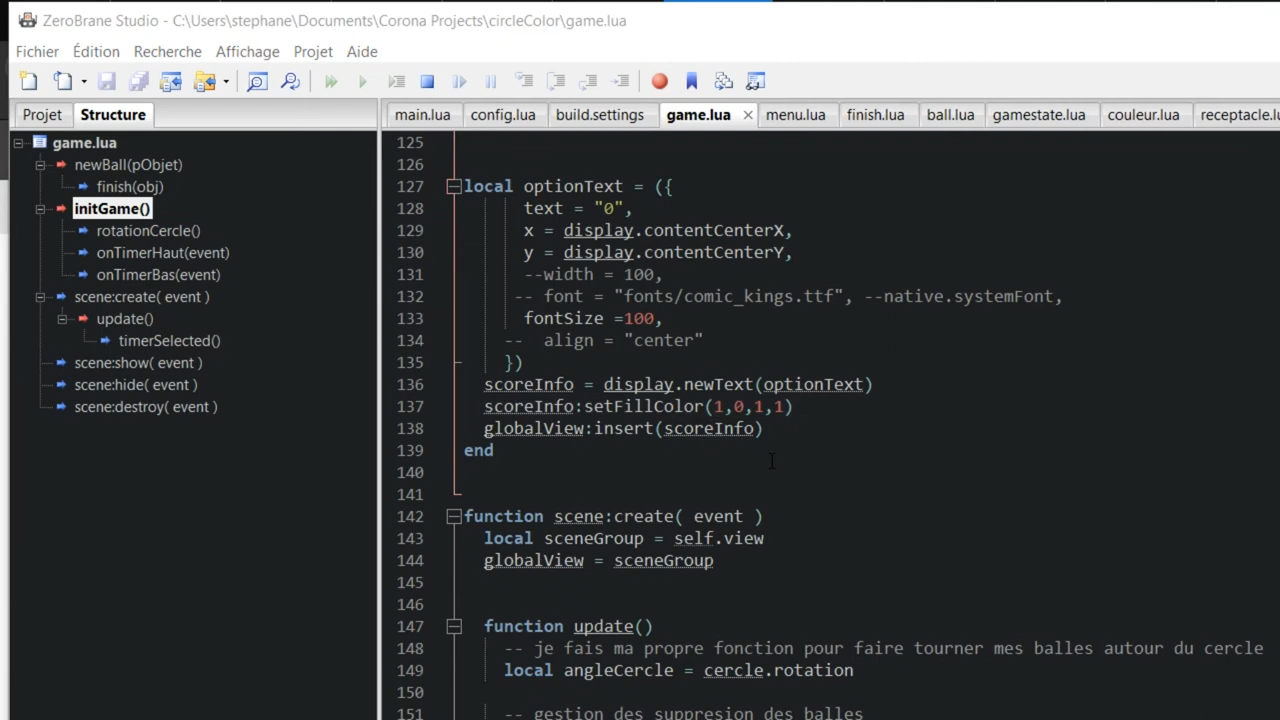 ZeroBrane Studio - C:\Users\stephane\Documents\Corona Projects\circleColor\game.lua
Fichier Édition Recherche Affichage Projet Aide
Projet Structure
game.lua
newBall(pObjet)
finish(obj)
initGame()
rotationCercle()
onTimerHaut(event)
onTimerBas(event)
scene:create( event )
update()
timerSelected()
scene:show( event )
scene:hide( event )
scene:destroy( event )
main.lua config.lua build.settings game.lua menu.lua finish.lua ball.lua gamestate.lua couleur.lua receptacle.lu
125
126
127 local optionText = ({
128 text = "0",
129 x = display.contentCenterX,
130 y = display.contentCenterY,
131 --width = 100,
132 -- font = "fonts/comic_kings.ttf", --native.systemFont,
133 fontSize =100,
134 -- align = "center"
135 })
136 scoreInfo = display.newText(optionText)
137 scoreInfo:setFillColor(1,0,1,1)
138 globalView:insert(scoreInfo)
139 end
140
141
142 function scene:create( event )
143 local sceneGroup = self.view
144 globalView = sceneGroup
145
146
147 function update()
148 -- je fais ma propre fonction pour faire tourner mes balles autour du cercle
149 local angleCercle = cercle.rotation
150
151 -- gestion des suppresion des balles